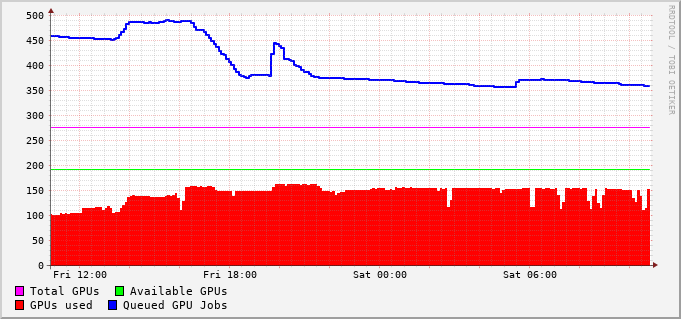 500
450
400
350
300
250
200
150
100
50
0
Fri 12:00 Fri 18:00 Sat 00:00 Sat 06:00
Total GPUs Available GPUs
GPUs used Queued GPU Jobs
RRDTOOL / TOBI OETIKER